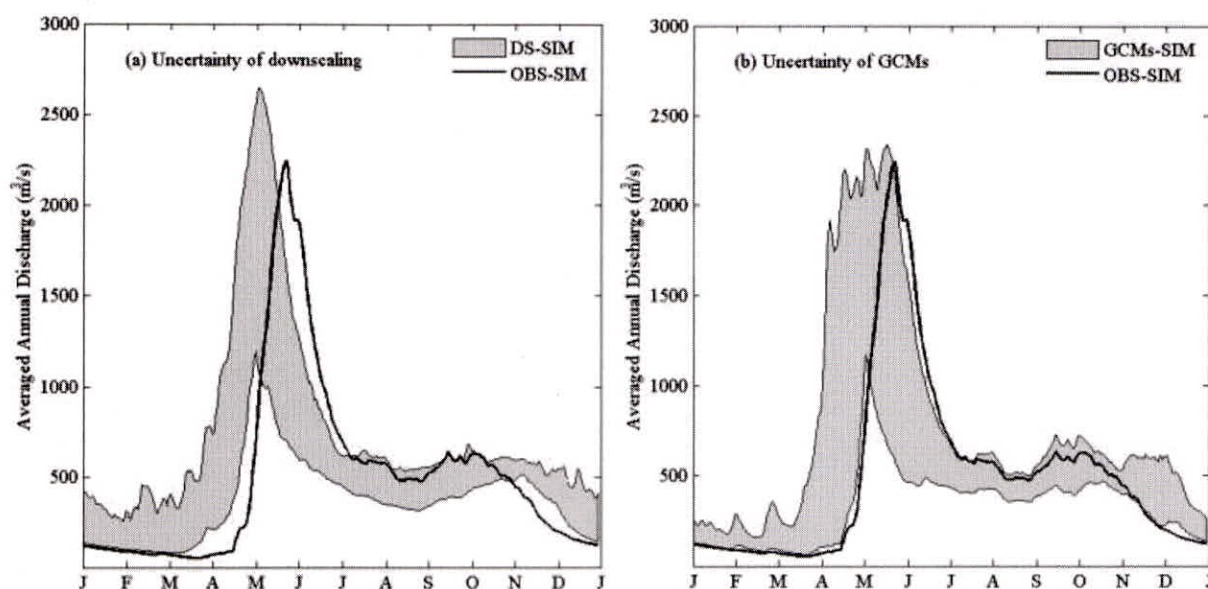 3000
2500
2000
1500
1000
500
Averaged Annual Discharge (m³/s)
(a) Uncertainty of downscaling
DS-SIM
OBS-SIM
J F M A M J J A S O N D J
3000
2500
2000
1500
1000
500
Averaged Annual Discharge (m³/s)
(b) Uncertainty of GCMs
GCMs-SIM
OBS-SIM
J F M A M J J A S O N D J